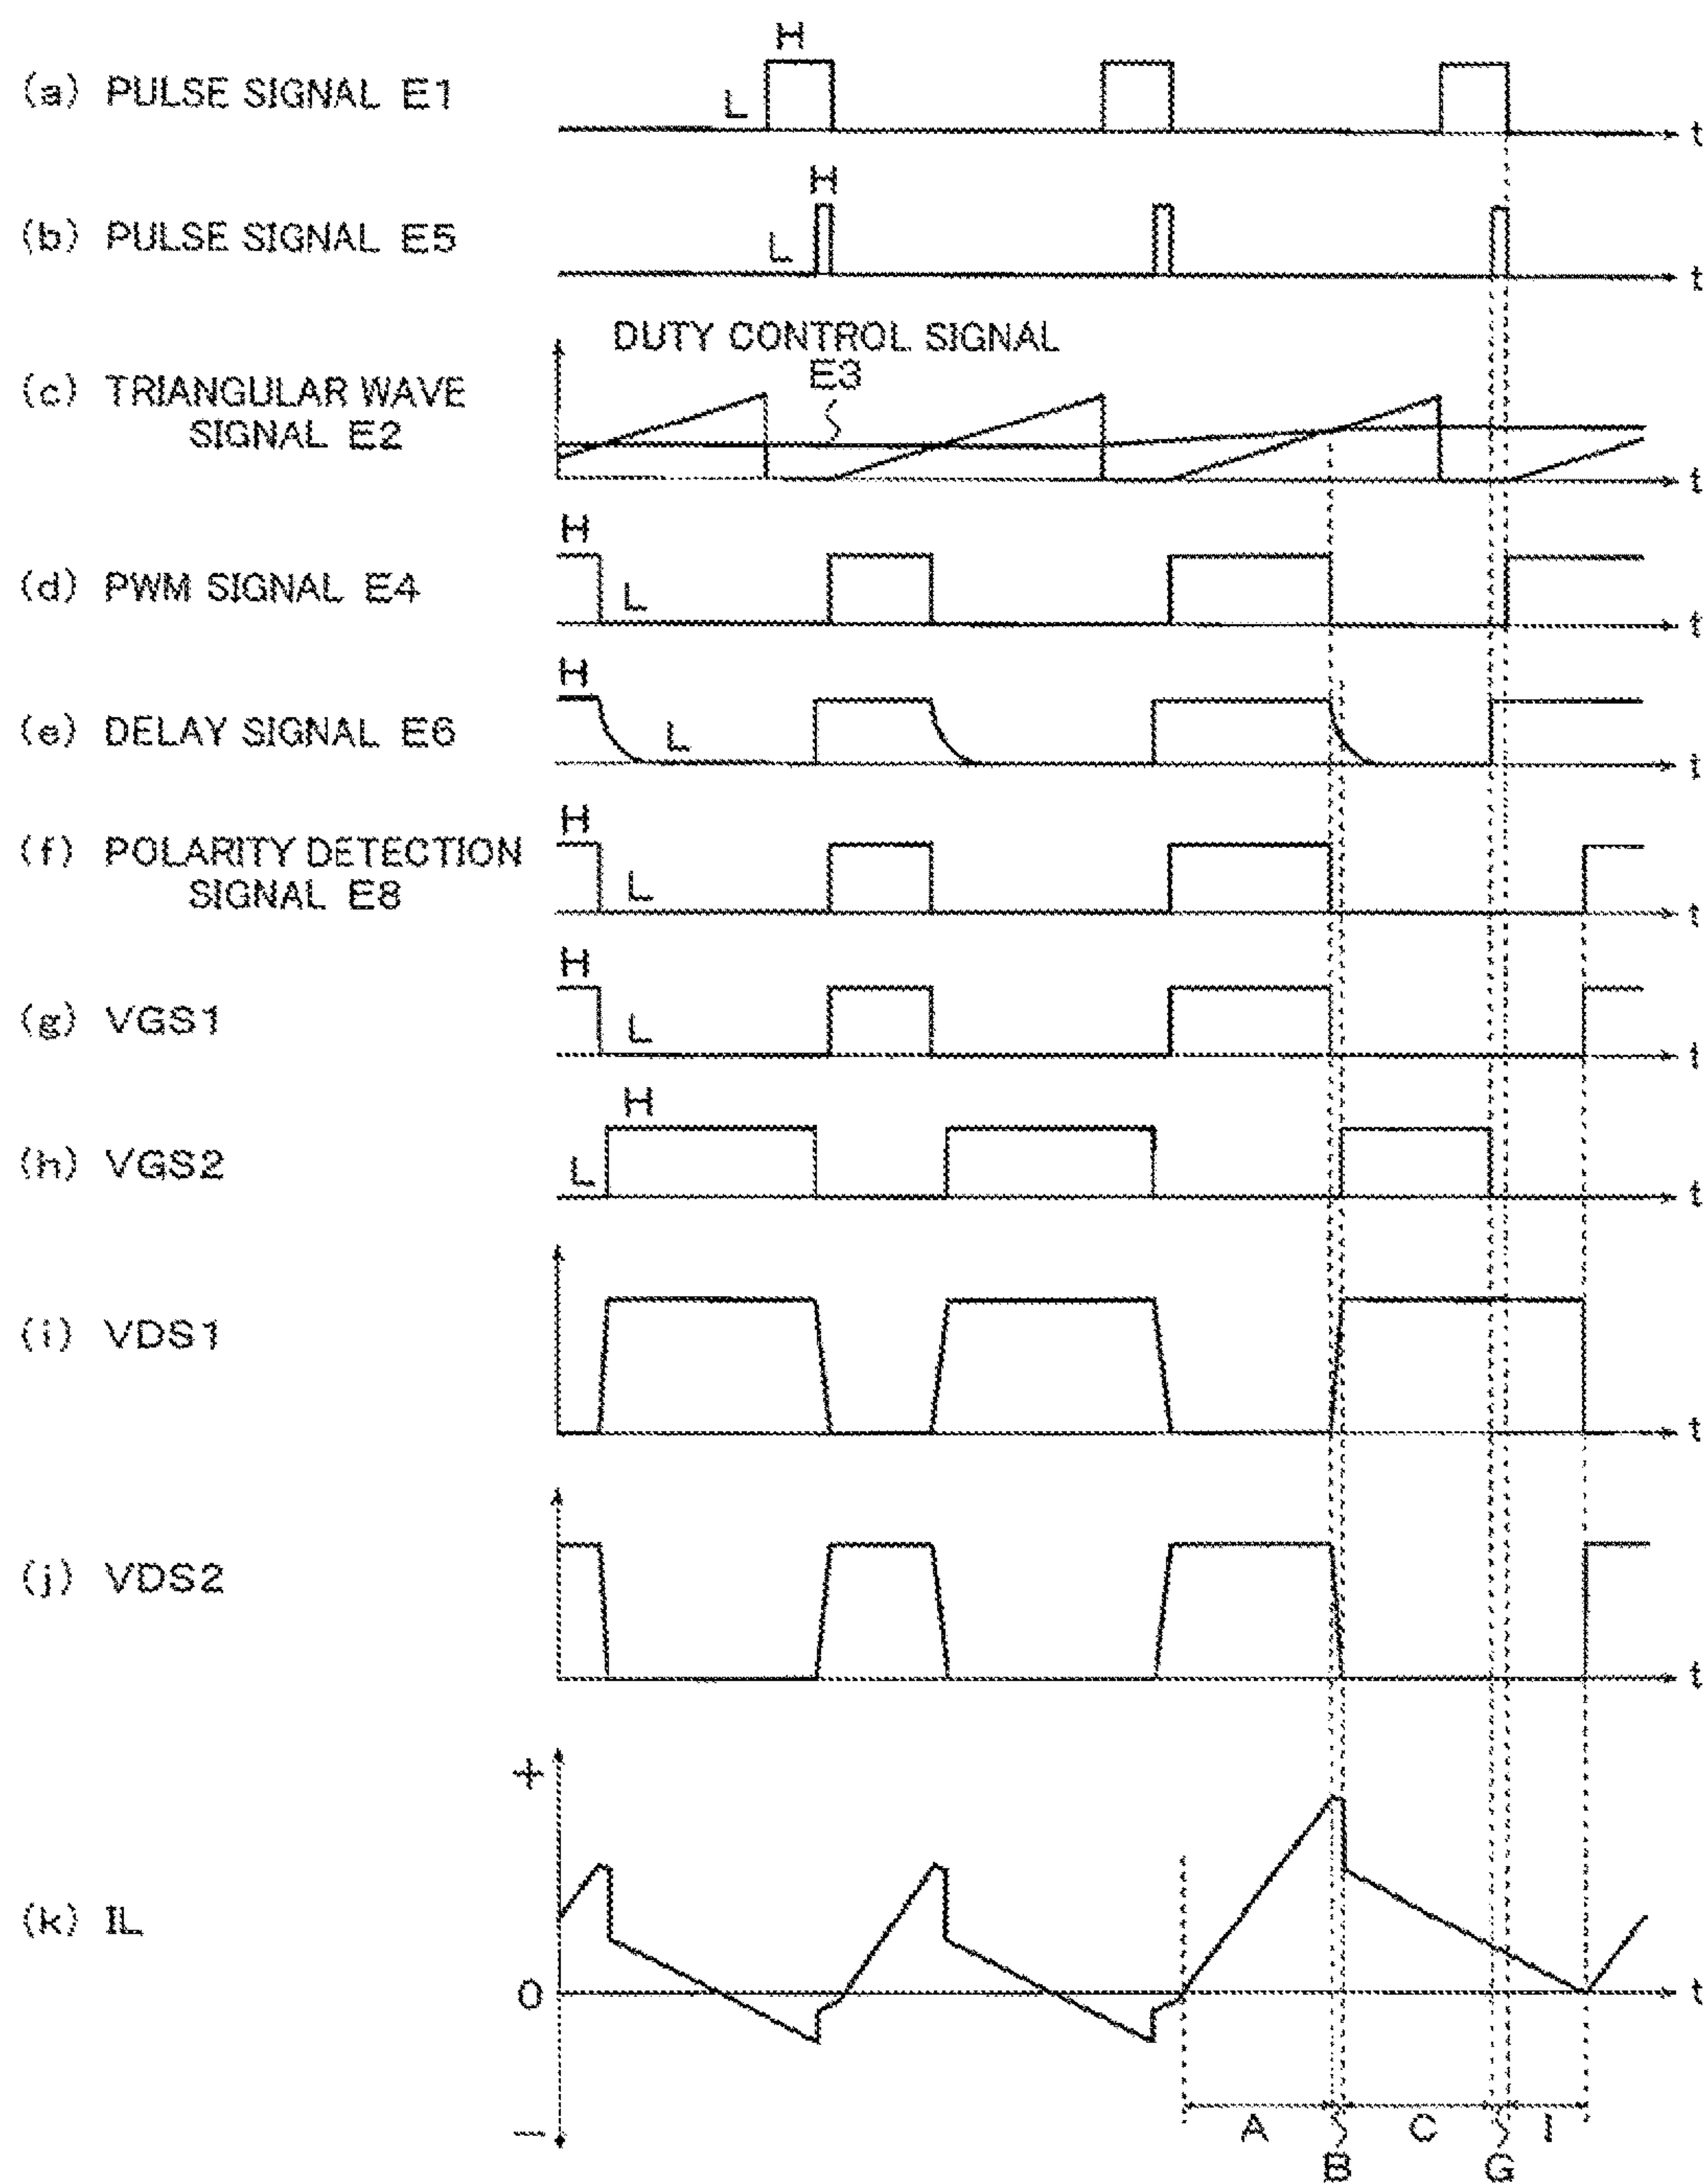 H
(a) PULSE SIGNAL E1
L
t
H
(b) PULSE SIGNAL E5
L
t
DUTY CONTROL SIGNAL
E3
(c) TRIANGULAR WAVE
SIGNAL E2
t
H
(d) PWM SIGNAL E4
L
t
H
(e) DELAY SIGNAL E6
L
t
H
(f) POLARITY DETECTION
SIGNAL E8
L
t
H
(g) VGS1
L
t
H
(h) VGS2
L
t
(i) VDS1
t
(j) VDS2
t
+
(k) IL
0
t
−
A
C
I
B
G